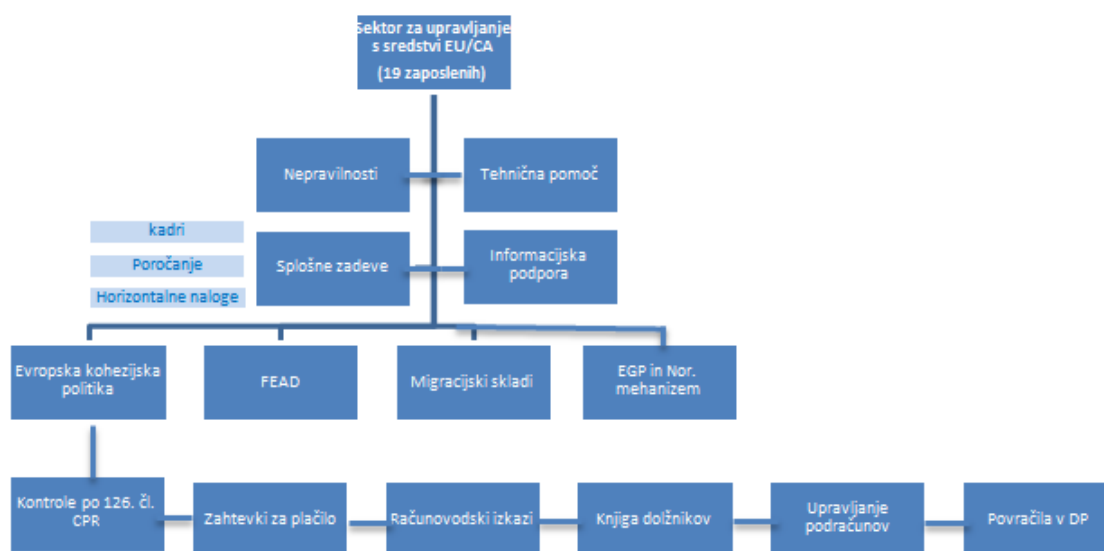 Sektor za upravljanje
s sredstvi EU/CA
(19 zaposlenih)
Nepravilnosti
Tehnična pomoč
kadri
Poročanje
Horizontalne naloge
Splošne zadeve
Informacijska
podpora
Evropska kohezijska
politika
FEAD
Migracijski skladi
EGP in Nor.
mehanizem
Kontrole po 126. čl.
CPR
Zahtevki za plačilo
Računovodski izkazi
Knjiga dolžnikov
Upravljanje
podračunov
Povračila v DP